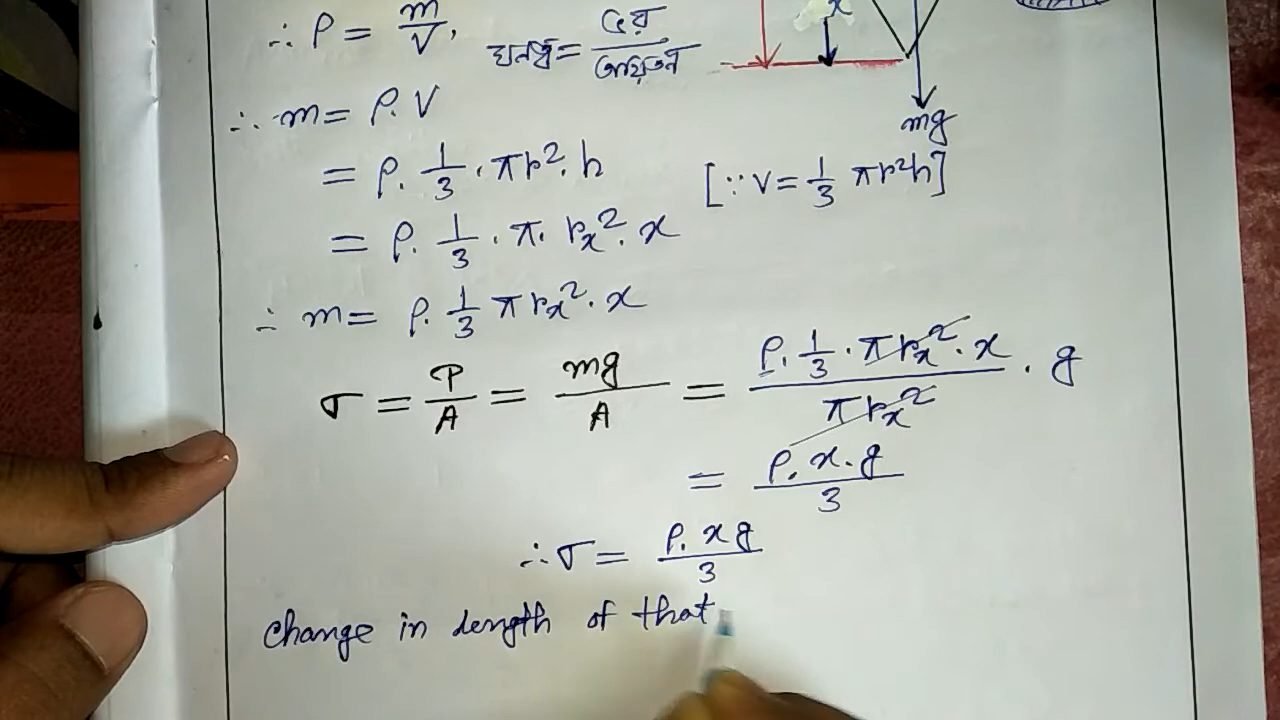 ∴ ρ = m/V, ঘনত্ব = ভর/আয়তন
x
mg
∴ m = ρ. V
= ρ. 1/3 . πr². h [∵ V = 1/3 πr²h]
= ρ. 1/3 . π. rₓ². x
∴ m = ρ. 1/3 π rₓ². x
σ = P/A = mg/A = ρ. 1/3 . π rₓ² . x / π rₓ² . g
= ρ. x. g / 3
∴ σ = ρ. xg / 3
Change in length of that